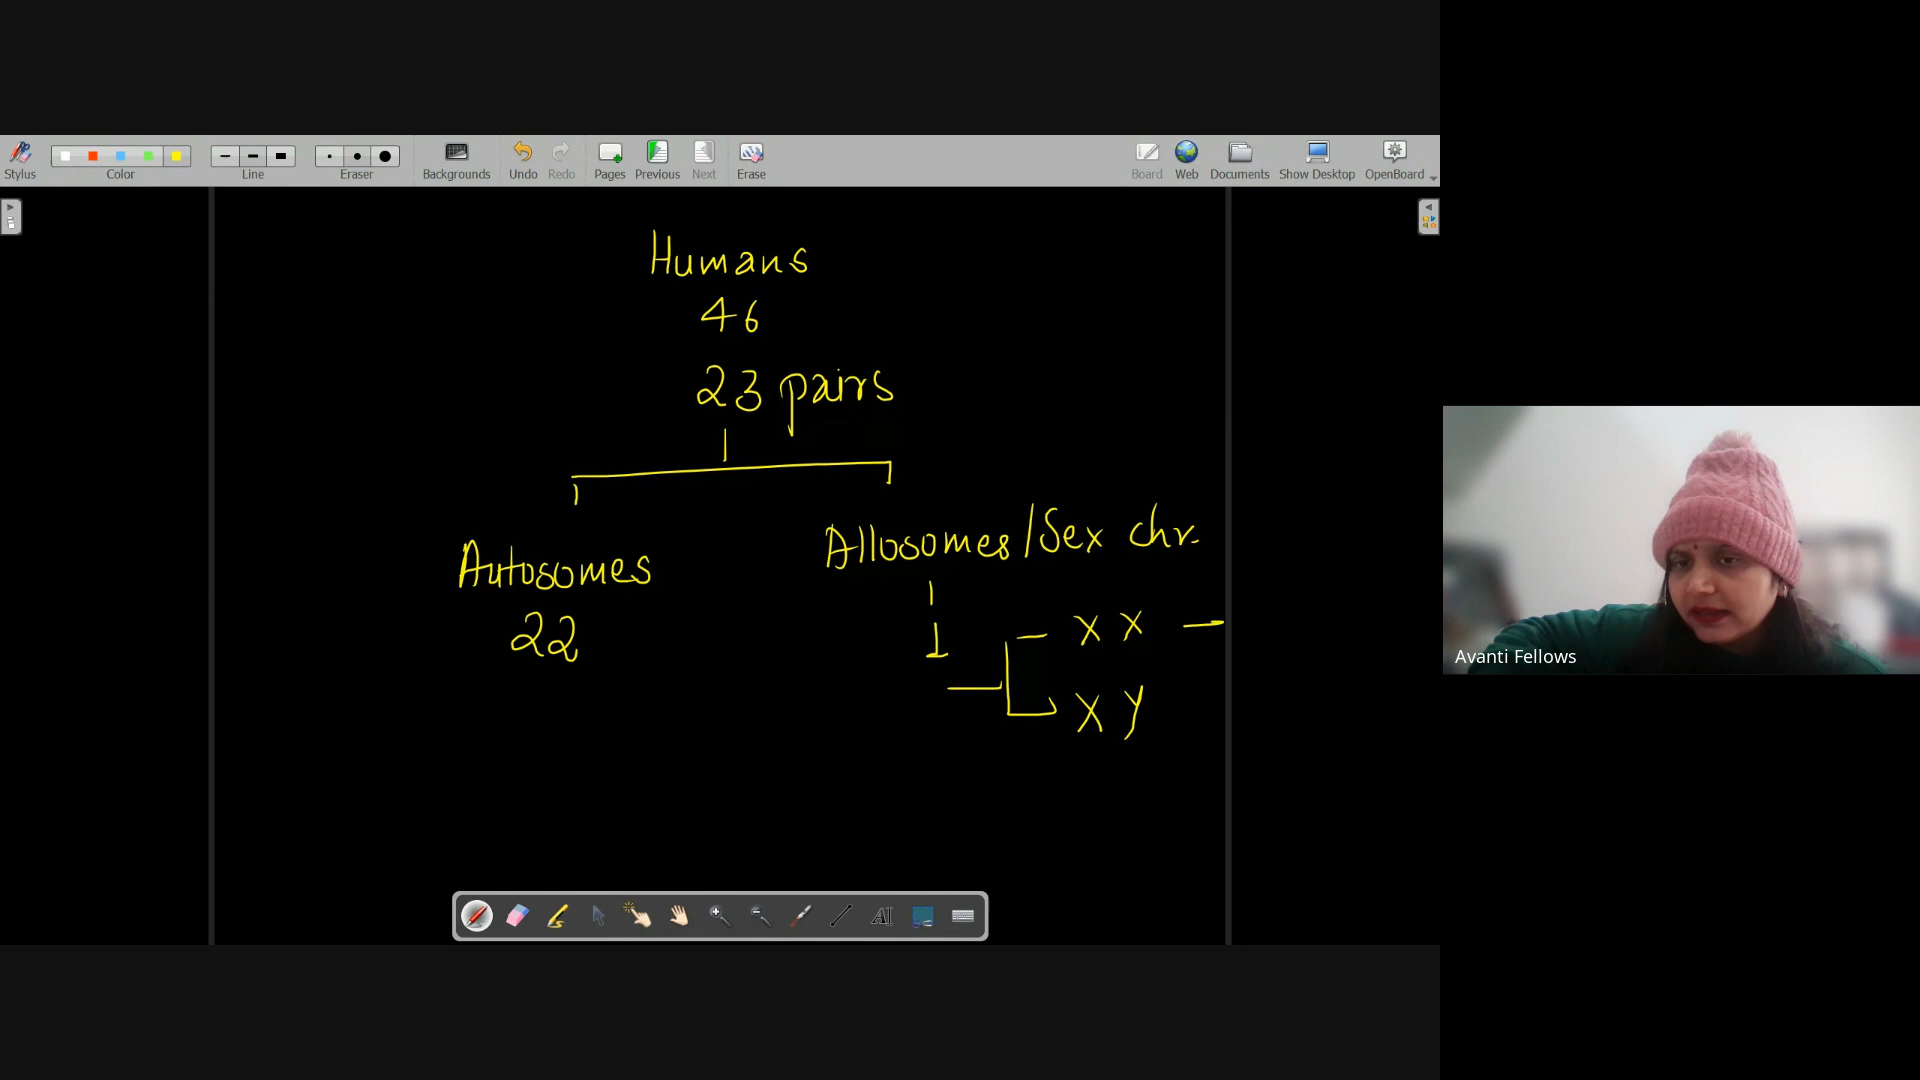 Stylus Color Line Eraser Backgrounds Undo Redo Pages Previous Next Erase Board Web Documents Show Desktop OpenBoard
Humans
46
23 pairs
Autosomes Allosomes/Sex chr.
22 1 - X X -
X Y
Avanti Fellows